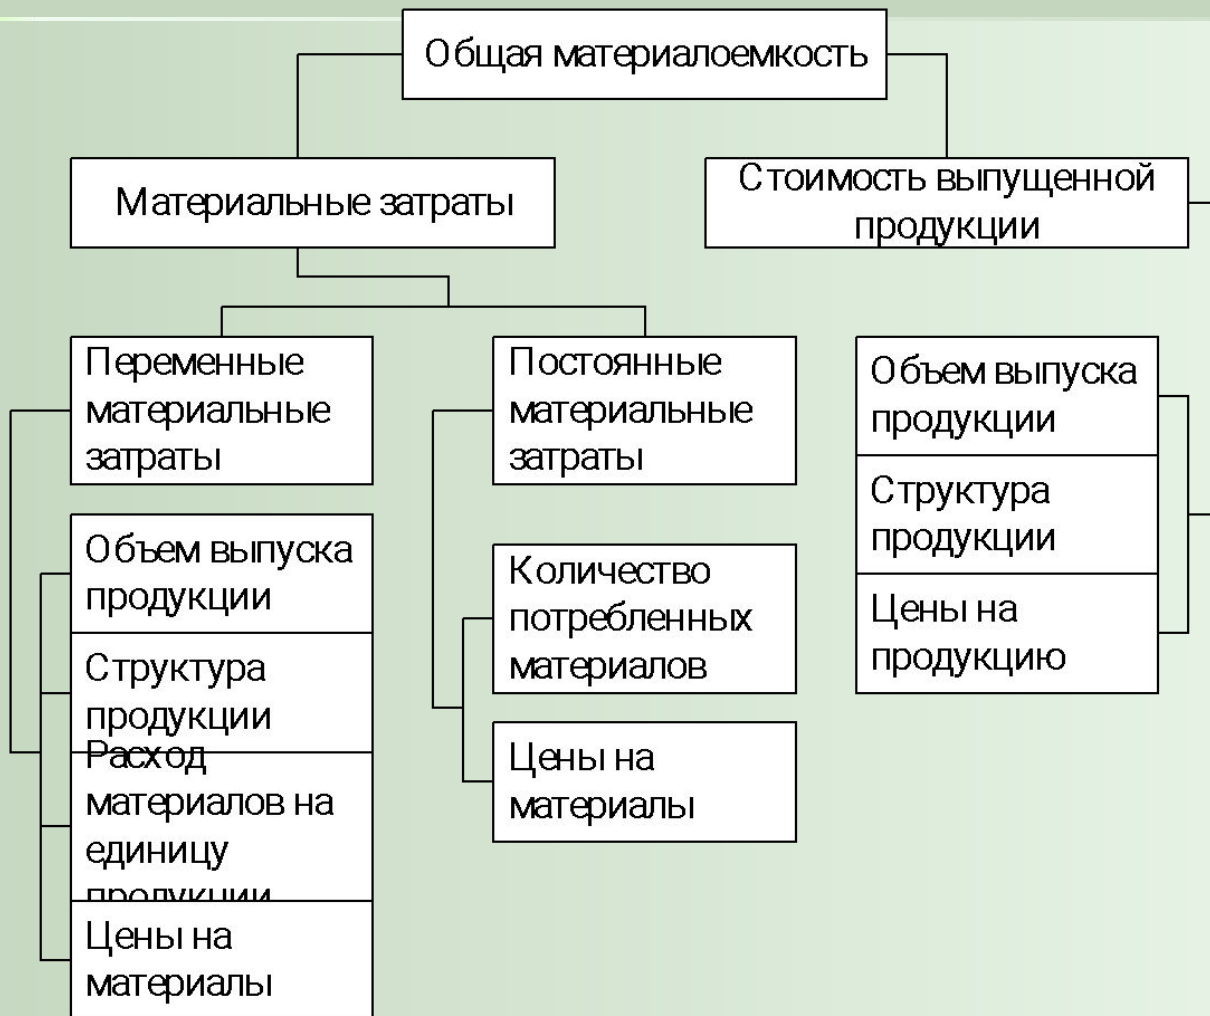 Общая материалоемкость
Материальные затраты
Стоимость выпущенной
продукции
Переменные
материальные
затраты
Постоянные
материальные
затраты
Объем выпуска
продукции
Структура
продукции
Цены на
продукцию
Объем выпуска
продукции
Структура
продукции
Расход
материалов на
единицу
продукции
Цены на
материалы
Количество
потребленных
материалов
Цены на
материалы